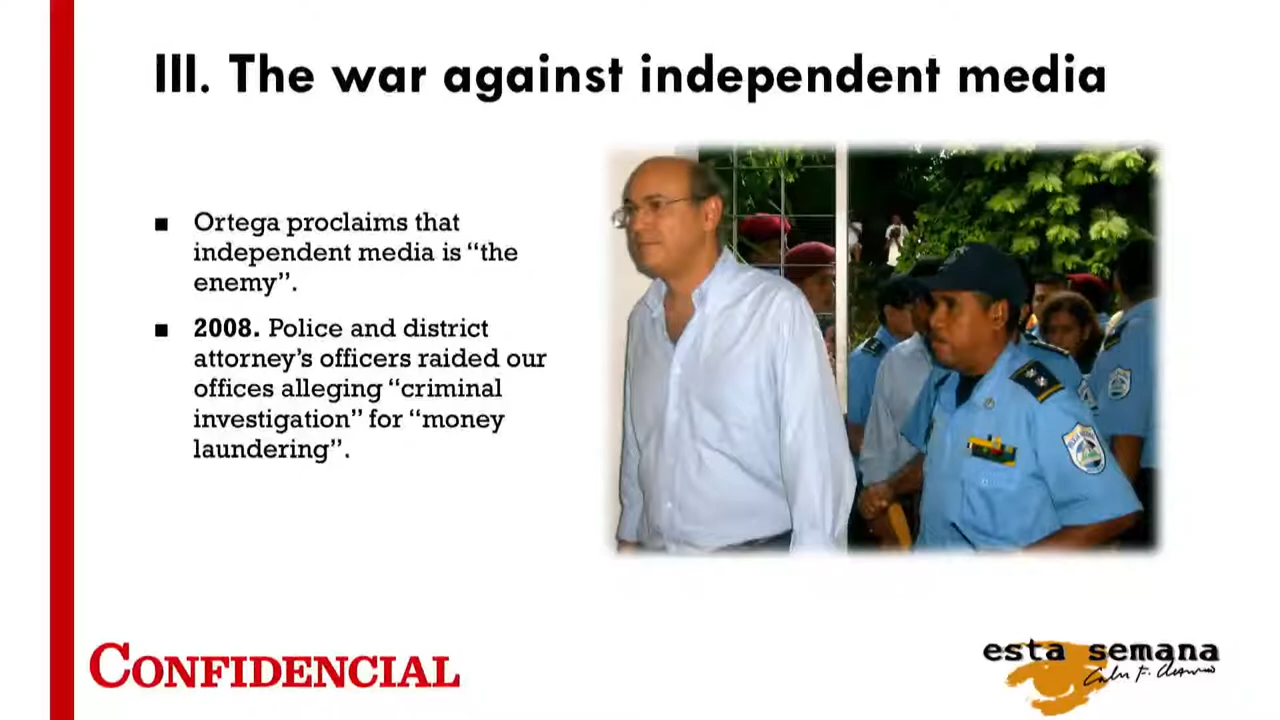 III. The war against independent media
Ortega proclaims that
independent media is “the
enemy”.
2008. Police and district
attorney’s officers raided our
offices alleging “criminal
investigation” for “money
laundering”.
CONFIDENCIAL
esta semana